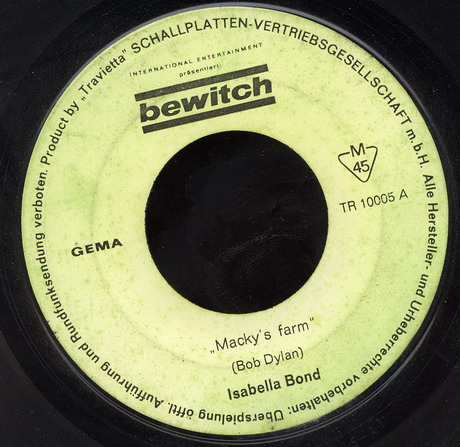 Product by „Travietta" SCHALLPLATTEN-VERTRIEBSGESELLSCHAFT m.b.H. Alle Hersteller- und Urheberrechte vorbehalten: Überspielung öfftl. Aufführung und Rundfunksendung verboten.
INTERNATIONAL ENTERTAINMENT
präsentiert:
bewitch
M
45
TR 10005 A
GEMA
„Macky's farm"
(Bob Dylan)
Isabella Bond